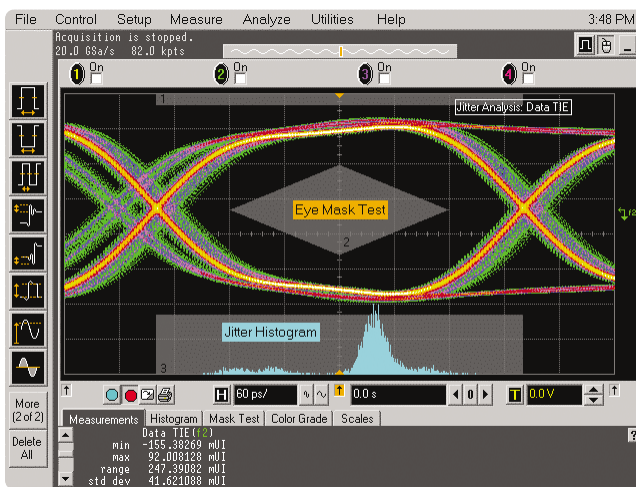 File Control Setup Measure Analyze Utilities Help 3:48 PM
Acquisition is stopped.
20.0 GSa/s 82.0 kpts
1 On 2 On 3 On 4 On
1
Jitter Analysis: Data TIE
Eye Mask Test
2
f2
Jitter Histogram
3
More
(2 of 2)
Delete
All
H 60 ps/ 0.0 s 0 T 0.0 V
Measurements Histogram Mask Test Color Grade Scales
?
Data TIE(f2)
min -155.38269 mUI
max 92.008128 mUI
range 247.39082 mUI
std dev 41.621088 mUI